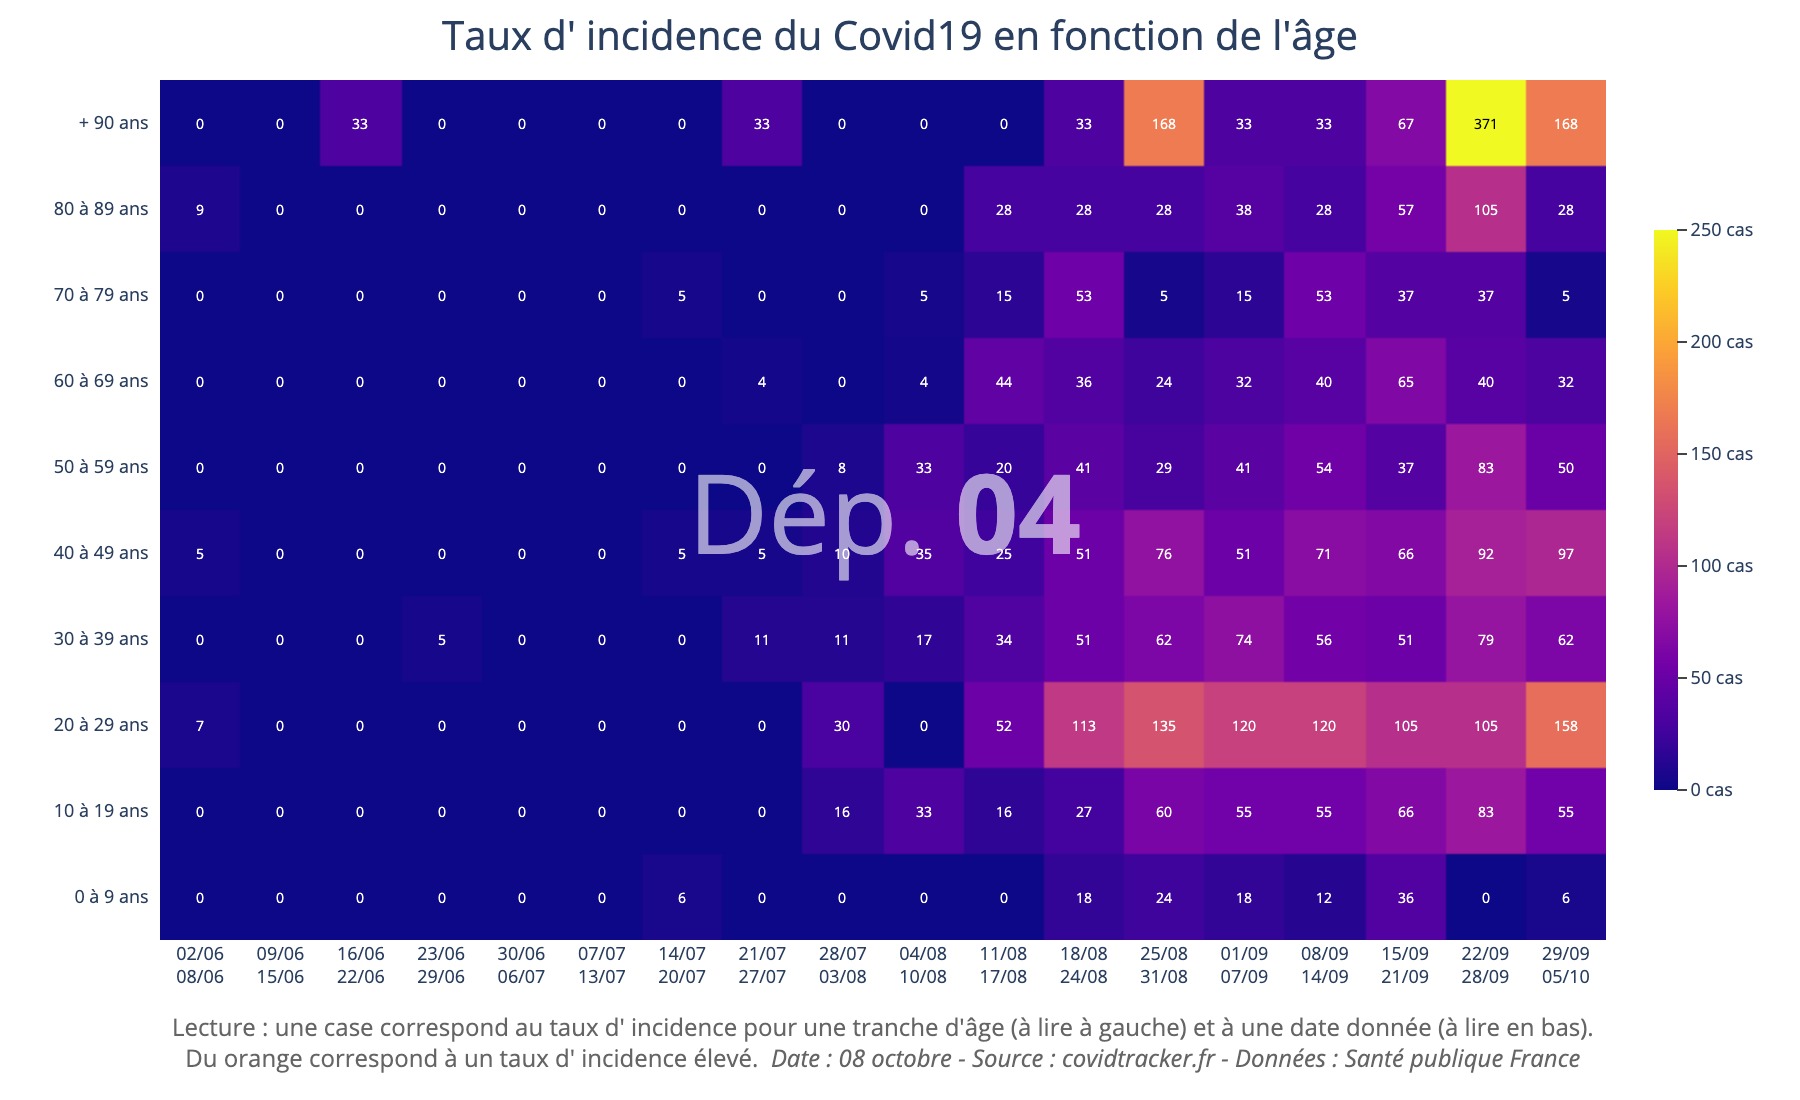 Taux d' incidence du Covid19 en fonction de l'âge
+ 90 ans 0 0 33 0 0 0 0 33 0 0 0 33 168 33 33 67 371 168
80 à 89 ans 9 0 0 0 0 0 0 0 0 0 28 28 28 38 28 57 105 28
70 à 79 ans 0 0 0 0 0 0 5 0 0 5 15 53 5 15 53 37 37 5
60 à 69 ans 0 0 0 0 0 0 0 4 0 4 44 36 24 32 40 65 40 32
50 à 59 ans 0 0 0 0 0 0 0 0 8 33 20 41 29 41 54 37 83 50
Dép. 04
40 à 49 ans 5 0 0 0 0 0 5 5 10 35 25 51 76 51 71 66 92 97
30 à 39 ans 0 0 0 5 0 0 0 11 11 17 34 51 62 74 56 51 79 62
20 à 29 ans 7 0 0 0 0 0 0 0 30 0 52 113 135 120 120 105 105 158
10 à 19 ans 0 0 0 0 0 0 0 0 16 33 16 27 60 55 55 66 83 55
0 à 9 ans 0 0 0 0 0 0 6 0 0 0 0 18 24 18 12 36 0 6
02/06 09/06 16/06 23/06 30/06 07/07 14/07 21/07 28/07 04/08 11/08 18/08 25/08 01/09 08/09 15/09 22/09 29/09
08/06 15/06 22/06 29/06 06/07 13/07 20/07 27/07 03/08 10/08 17/08 24/08 31/08 07/09 14/09 21/09 28/09 05/10
250 cas
200 cas
150 cas
100 cas
50 cas
0 cas
Lecture : une case correspond au taux d' incidence pour une tranche d'âge (à lire à gauche) et à une date donnée (à lire en bas).
Du orange correspond à un taux d' incidence élevé. Date : 08 octobre - Source : covidtracker.fr - Données : Santé publique France